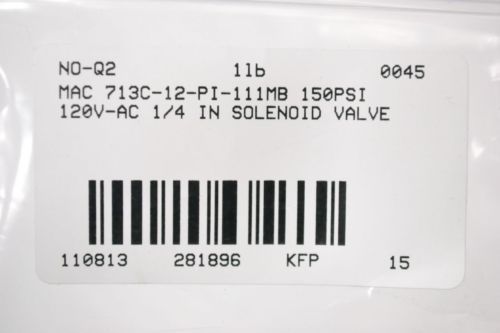 NO-Q2 1lb 0045
MAC 713C-12-PI-111MB 150PSI
120V-AC 1/4 IN SOLENOID VALVE
110813 281896 KFP 15